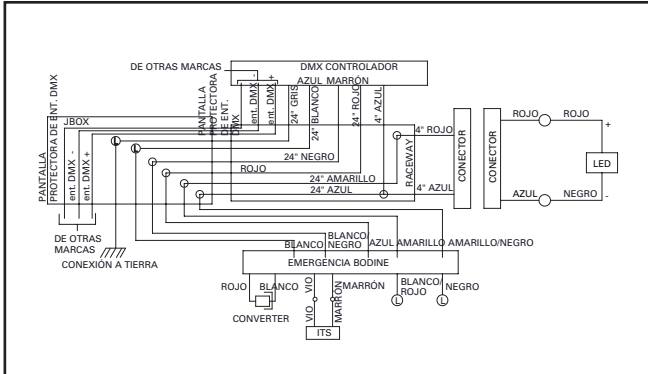 DE OTRAS MARCAS
DMX CONTROLADOR
AZUL MARRÓN
PANTALLA
PROTECTORA DE ENT. DMX
JBOX
ent. DMX -
ent. DMX +
PANTALLA
PROTECTORA
DE ENT.
DMX
ent. DMX -
ent. DMX +
24" GRIS
24" BLANCO
24" ROJO
4" AZUL
24" NEGRO
ROJO
24" AMARILLO
24" AZUL
RACEWAY
4" ROJO
4" AZUL
CONECTOR
CONECTOR
ROJO
ROJO
+
LED
AZUL
NEGRO
-
DE OTRAS
MARCAS
CONEXIÓN A TIERRA
BLANCO
BLANCO/
NEGRO
AZUL
AMARILLO
AMARILLO/NEGRO
EMERGENCIA BODINE
ROJO
BLANCO
CONVERTER
VIO
VIO
MARRÓN
MARRÓN
ITS
BLANCO/
ROJO
L
NEGRO
L